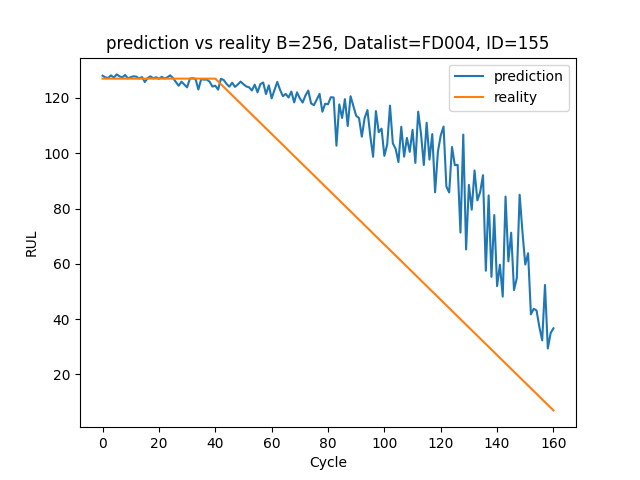 prediction vs reality B=256, Datalist=FD004, ID=155
prediction
reality
RUL
120
100
80
60
40
20
0 20 40 60 80 100 120 140 160
Cycle